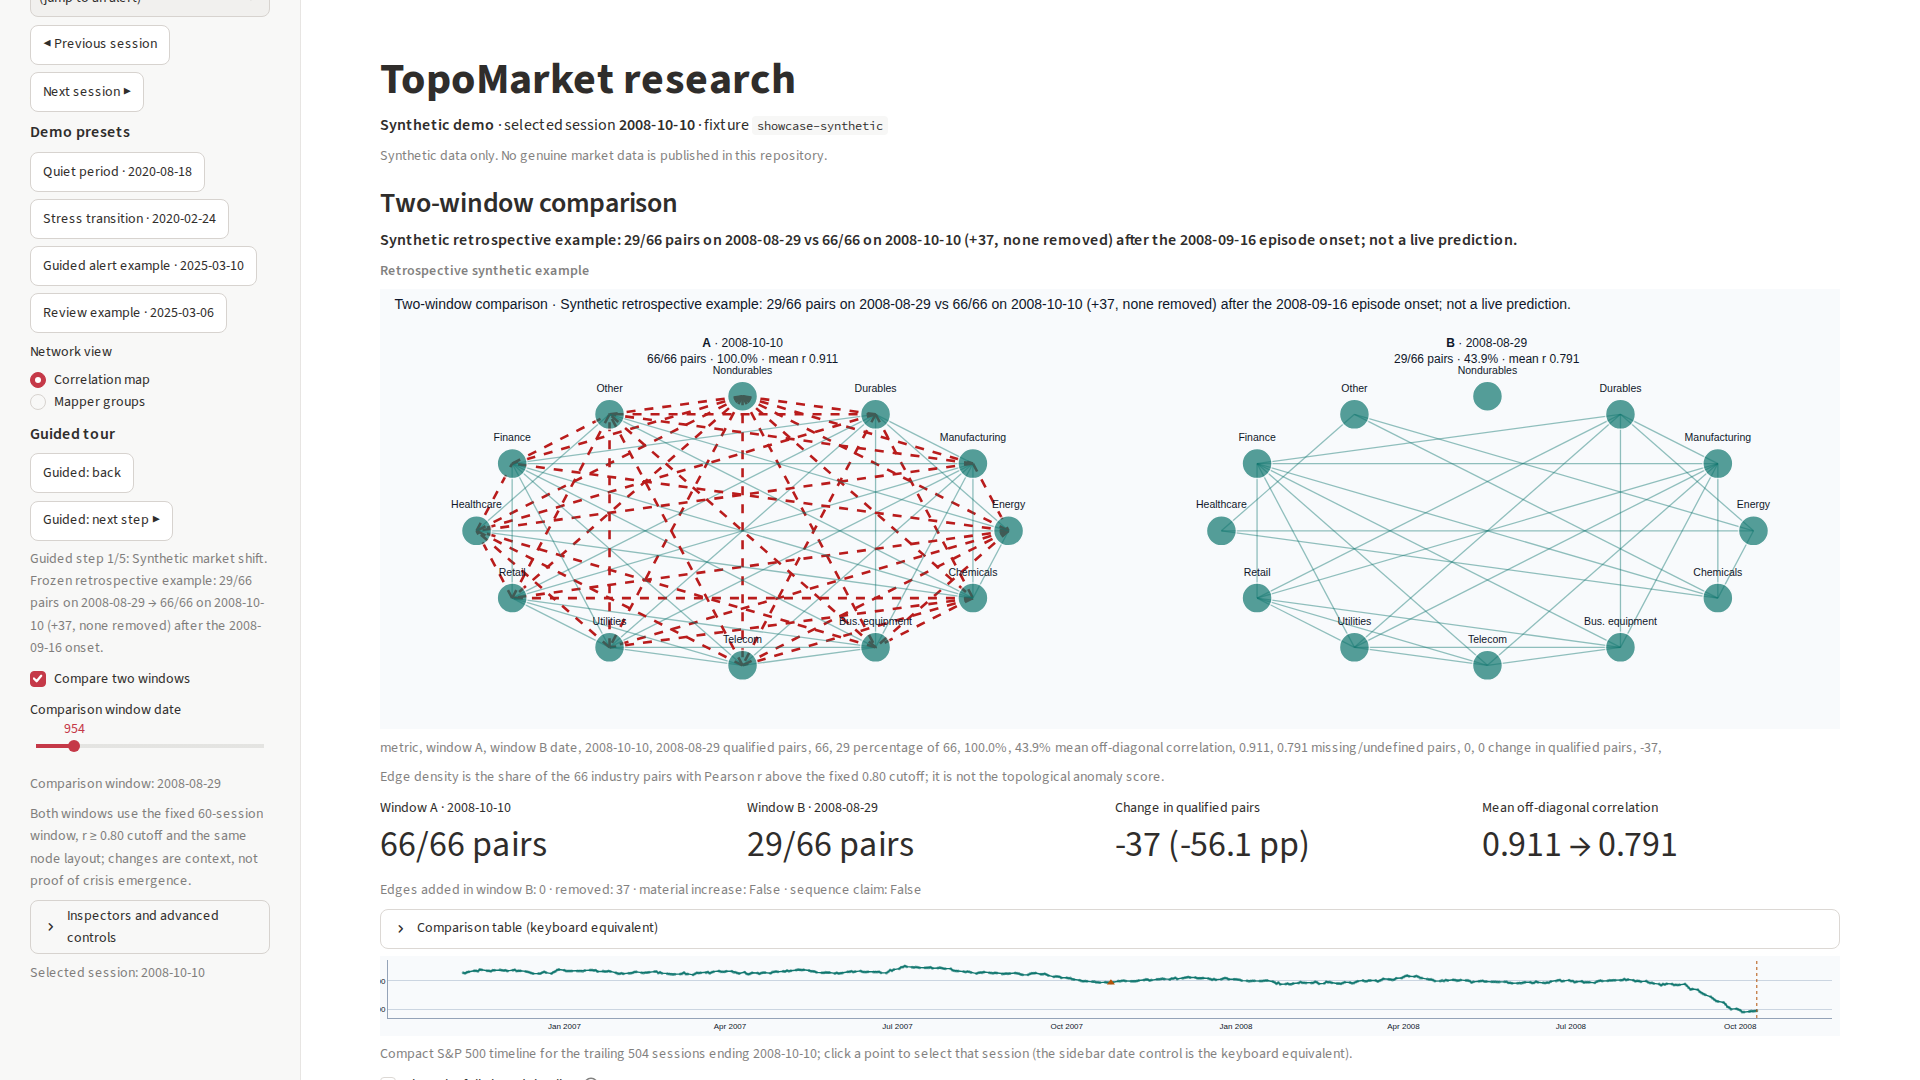 (jump to an alert)
◀ Previous session
Next session ▶
Demo presets
Quiet period · 2020-08-18
Stress transition · 2020-02-24
Guided alert example · 2025-03-10
Review example · 2025-03-06
Network view
Correlation map
Mapper groups
Guided tour
Guided: back
Guided: next step ▶
Guided step 1/5: Synthetic market shift.
Frozen retrospective example: 29/66
pairs on 2008-08-29 → 66/66 on 2008-10-
10 (+37, none removed) after the 2008-
09-16 onset.
Compare two windows
Comparison window date
954
Comparison window: 2008-08-29
Both windows use the fixed 60-session
window, r ≥ 0.80 cutoff and the same
node layout; changes are context, not
proof of crisis emergence.
Inspectors and advanced
controls
Selected session: 2008-10-10
TopoMarket research
Synthetic demo · selected session 2008-10-10 · fixture showcase-synthetic
Synthetic data only. No genuine market data is published in this repository.
Two-window comparison
Synthetic retrospective example: 29/66 pairs on 2008-08-29 vs 66/66 on 2008-10-10 (+37, none removed) after the 2008-09-16 episode onset; not a live prediction.
Retrospective synthetic example
Two-window comparison · Synthetic retrospective example: 29/66 pairs on 2008-08-29 vs 66/66 on 2008-10-10 (+37, none removed) after the 2008-09-16 episode onset; not a live prediction.
A · 2008-10-10
66/66 pairs · 100.0% · mean r 0.911
Nondurables
Other
Durables
Finance
Manufacturing
Healthcare
Energy
Retail
Chemicals
Utilities
Bus. equipment
Telecom
B · 2008-08-29
29/66 pairs · 43.9% · mean r 0.791
Nondurables
Other
Durables
Finance
Manufacturing
Healthcare
Energy
Retail
Chemicals
Utilities
Bus. equipment
Telecom
metric, window A, window B date, 2008-10-10, 2008-08-29 qualified pairs, 66, 29 percentage of 66, 100.0%, 43.9% mean off-diagonal correlation, 0.911, 0.791 missing/undefined pairs, 0, 0 change in qualified pairs, -37,
Edge density is the share of the 66 industry pairs with Pearson r above the fixed 0.80 cutoff; it is not the topological anomaly score.
Window A · 2008-10-10
66/66 pairs
Window B · 2008-08-29
29/66 pairs
Change in qualified pairs
-37 (-56.1 pp)
Mean off-diagonal correlation
0.911 → 0.791
Edges added in window B: 0 · removed: 37 · material increase: False · sequence claim: False
Comparison table (keyboard equivalent)
Jan 2007
Apr 2007
Jul 2007
Oct 2007
Jan 2008
Apr 2008
Jul 2008
Oct 2008
Compact S&P 500 timeline for the trailing 504 sessions ending 2008-10-10; click a point to select that session (the sidebar date control is the keyboard equivalent).